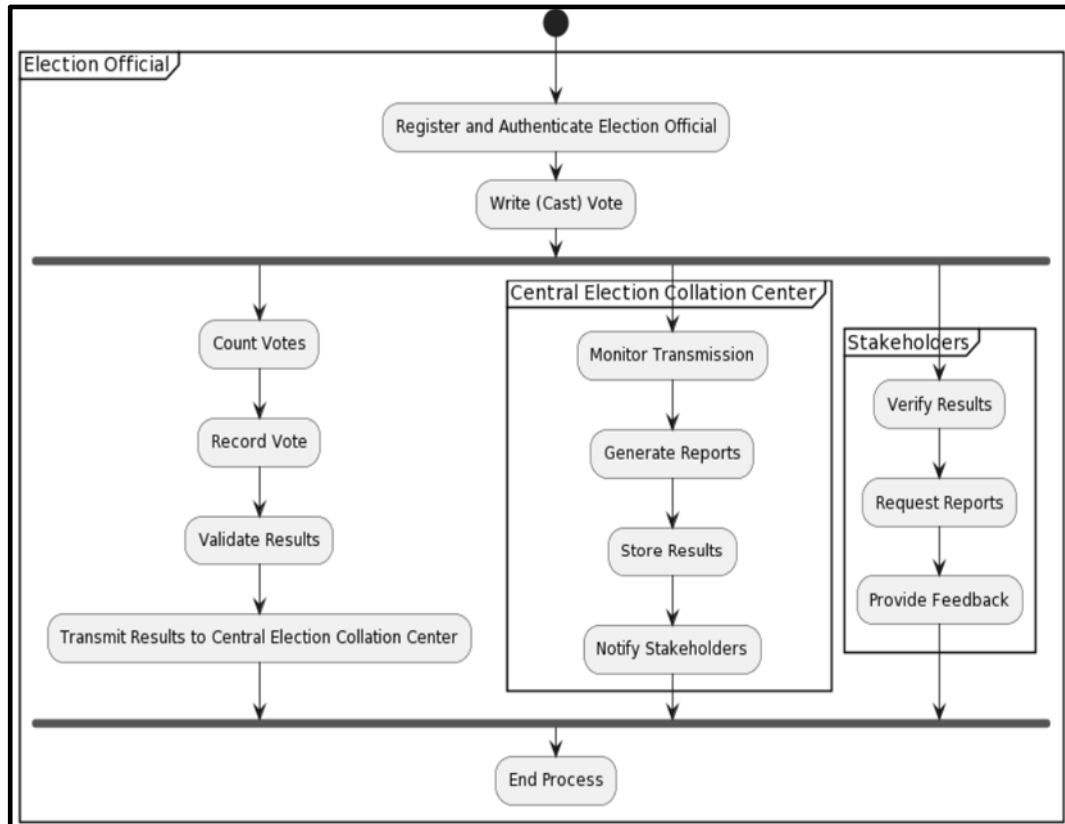 Election Official
Register and Authenticate Election Official
Write (Cast) Vote
Count Votes
Record Vote
Validate Results
Transmit Results to Central Election Collation Center
Central Election Collation Center
Monitor Transmission
Generate Reports
Store Results
Notify Stakeholders
Stakeholders
Verify Results
Request Reports
Provide Feedback
End Process